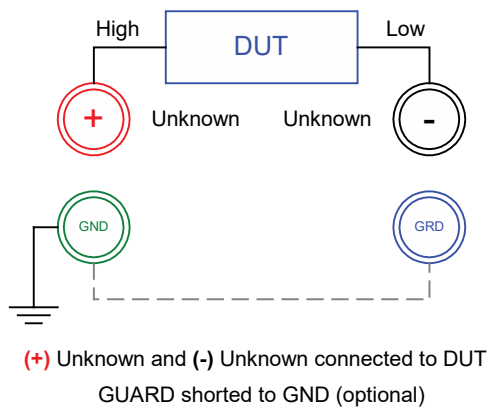 High
DUT
Low
+
Unknown
Unknown
-
GND
GRD
(+) Unknown and (-) Unknown connected to DUT
GUARD shorted to GND (optional)